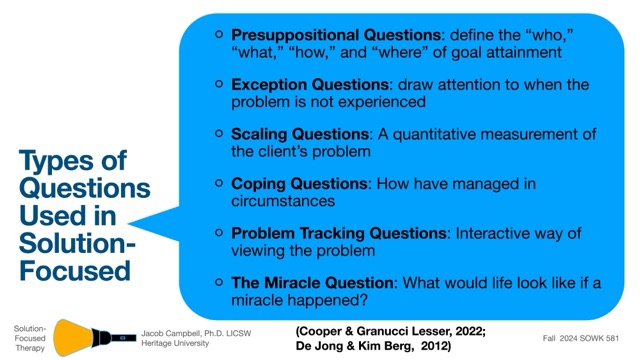 Types of
Questions
Used in
Solution-
Focused
Presuppositional Questions: define the “who,”
“what,” “how,” and “where” of goal attainment
Exception Questions: draw attention to when the
problem is not experienced
Scaling Questions: A quantitative measurement of
the client’s problem
Coping Questions: How have managed in
circumstances
Problem Tracking Questions: Interactive way of
viewing the problem
The Miracle Question: What would life look like if a
miracle happened?
Solution-
Focused
Therapy
Jacob Campbell, Ph.D. LICSW
Heritage University
(Cooper & Granucci Lesser, 2022;
De Jong & Kim Berg, 2012)
Fall 2024 SOWK 581